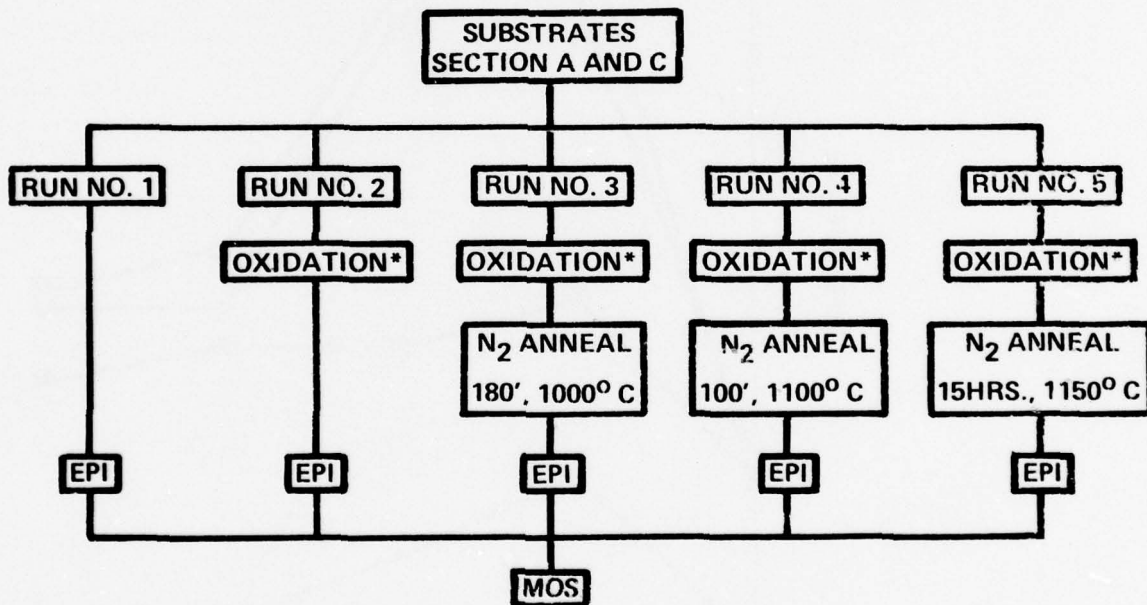 SUBSTRATES
SECTION A AND C
RUN NO. 1
RUN NO. 2
RUN NO. 3
RUN NO. 4
RUN NO. 5
OXIDATION*
OXIDATION*
OXIDATION*
OXIDATION*
N2 ANNEAL
180', 1000° C
N2 ANNEAL
100', 1100° C
N2 ANNEAL
15HRS., 1150° C
EPI
EPI
EPI
EPI
EPI
MOS